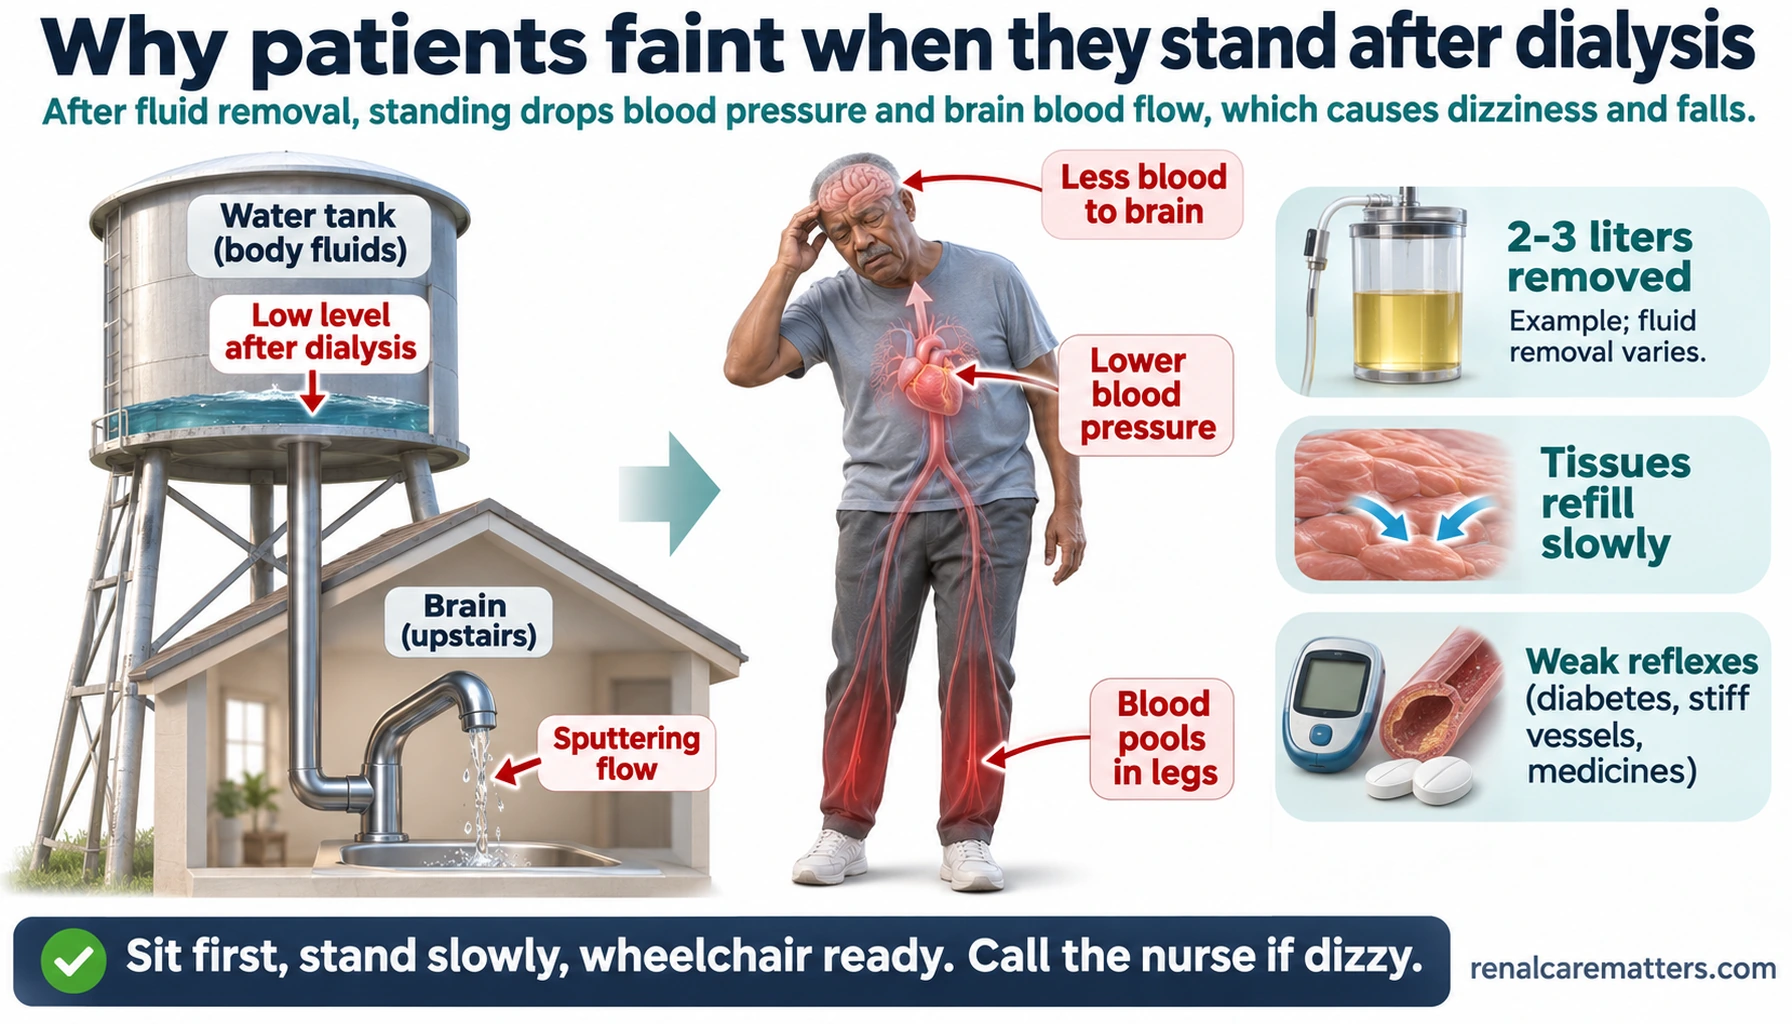 Why patients faint when they stand after dialysis
After fluid removal, standing drops blood pressure and brain blood flow, which causes dizziness and falls.
Water tank
(body fluids)
Low level
after dialysis
Brain
(upstairs)
Sputtering
flow
Less blood
to brain
Lower
blood
pressure
Blood
pools
in legs
2-3 liters
removed
Example; fluid
removal varies.
Tissues
refill
slowly
Weak reflexes
(diabetes, stiff
vessels,
medicines)
Sit first, stand slowly, wheelchair ready. Call the nurse if dizzy.
renalcarematters.com